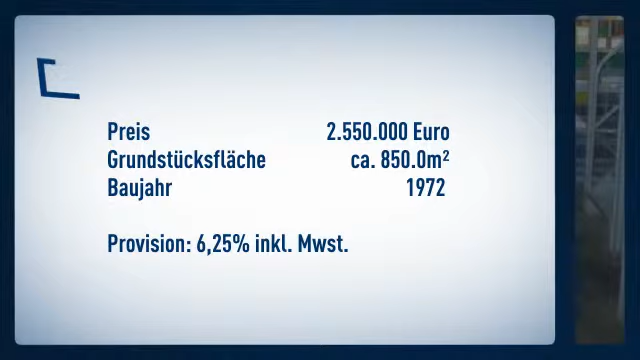 Preis 2.550.000 Euro
Grundstücksfläche ca. 850.0m²
Baujahr 1972
Provision: 6,25% inkl. Mwst.